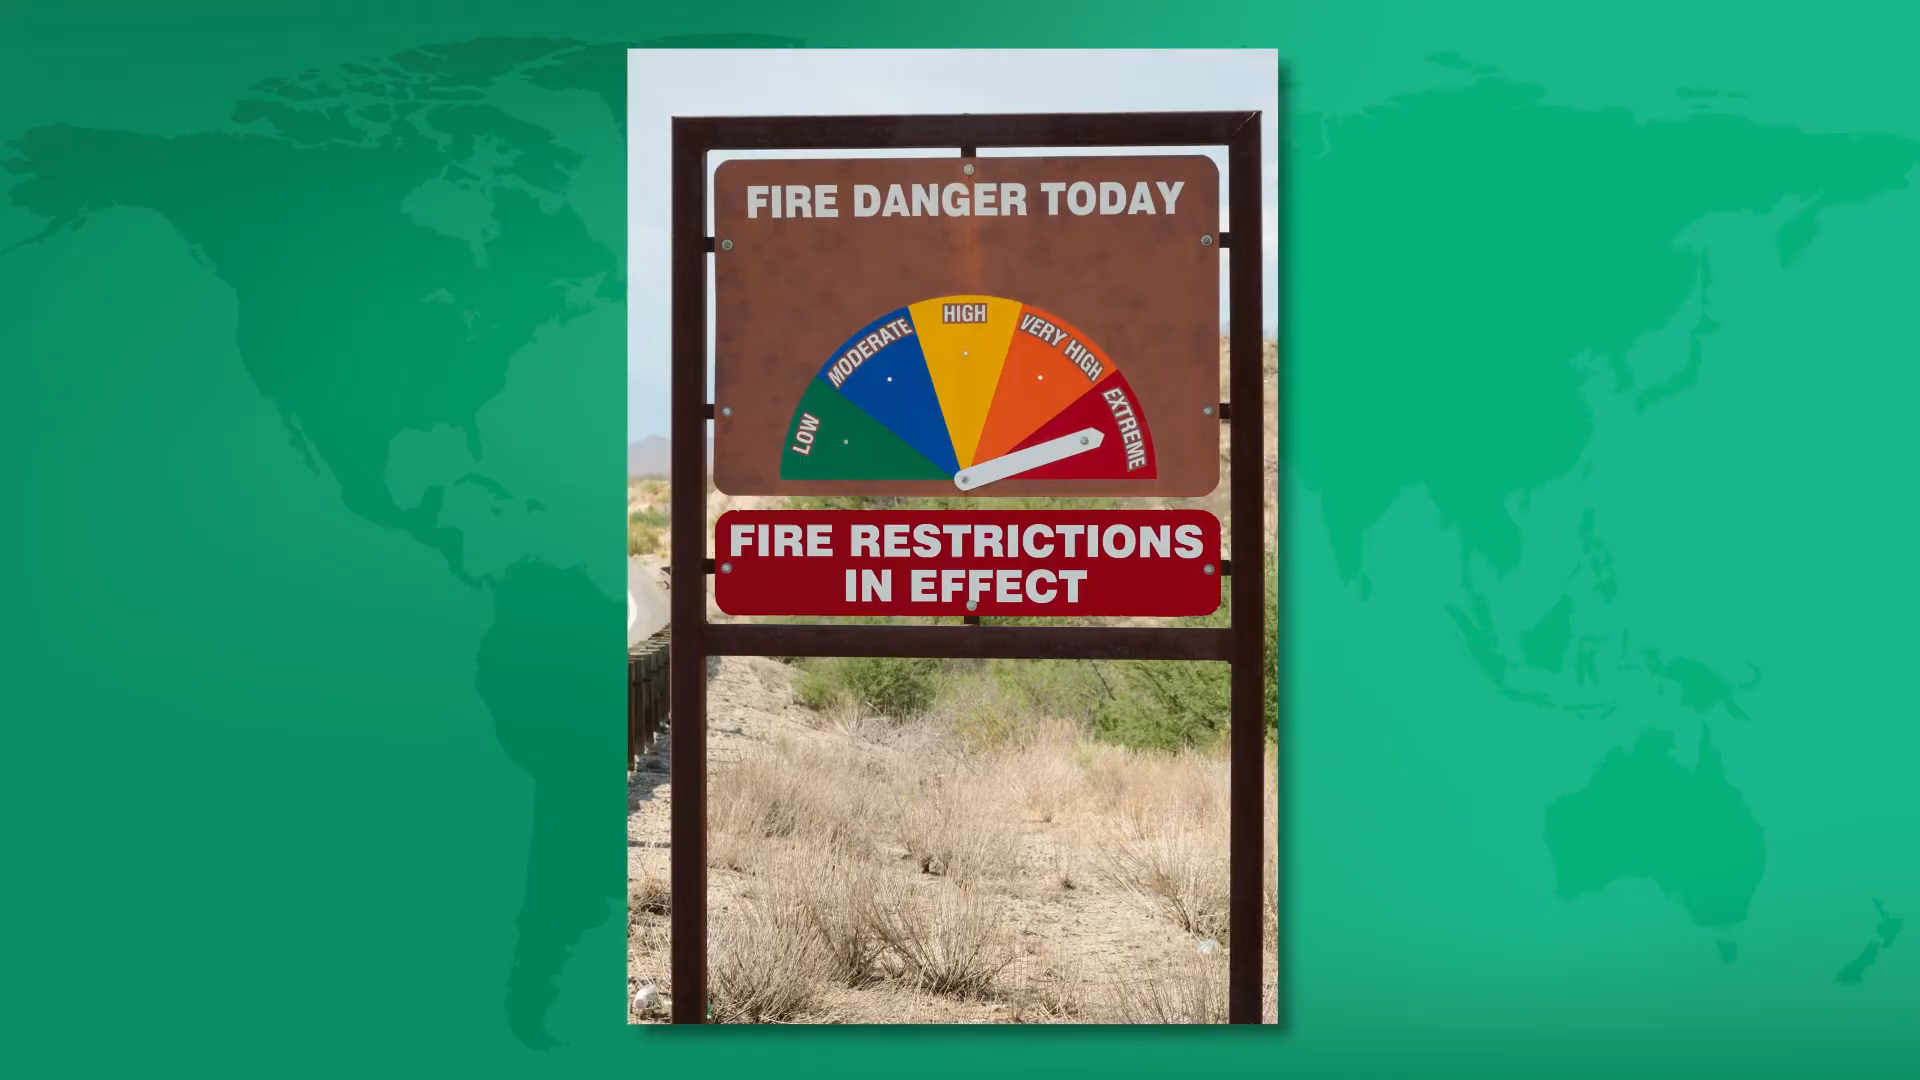 FIRE DANGER TODAY
LOW
MODERATE
HIGH
VERY HIGH
EXTREME
FIRE RESTRICTIONS
IN EFFECT